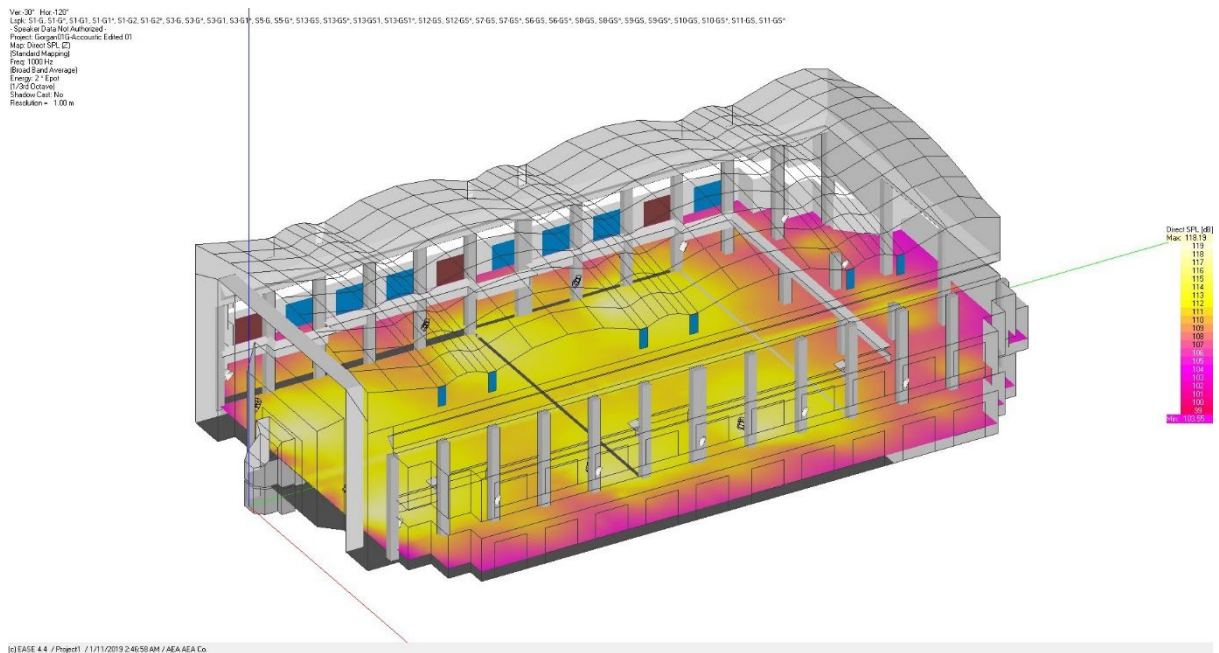 Ver:-30° Hor:-120°
Lspk: S1-G, S1-G*, S1-G1, S1-G1*, S1-G2, S1-G2*, S3-G, S3-G*, S3-G1, S3-G1*, S5-G, S5-G*, S13-GS, S13-GS*, S13-GS1, S13-GS1*, S12-GS, S12-GS*, S7-GS, S7-GS*, S6-GS, S6-GS*, S8-GS, S8-GS*, S9-GS, S9-GS*, S10-GS, S10-GS*, S11-GS, S11-GS*
- Speaker Data Not Authorized -
Project: Gorgan01G-Accoustic Edited 01
Map: Direct SPL (Z)
(Standard Mapping)
Freq: 1000 Hz
(Broad Band Average)
Energy: 2 * Epot
(1/3rd Octave)
Shadow Cast: No
Resolution = 1.00 m
Direct SPL [dB]
Max: 118.19
119
118
117
116
115
114
113
112
111
110
109
108
107
106
105
104
103
102
101
100
99
Min: 103.55
(c) EASE 4.4 / Project1 / 1/11/2019 2:46:58 AM / AEA AEA Co.